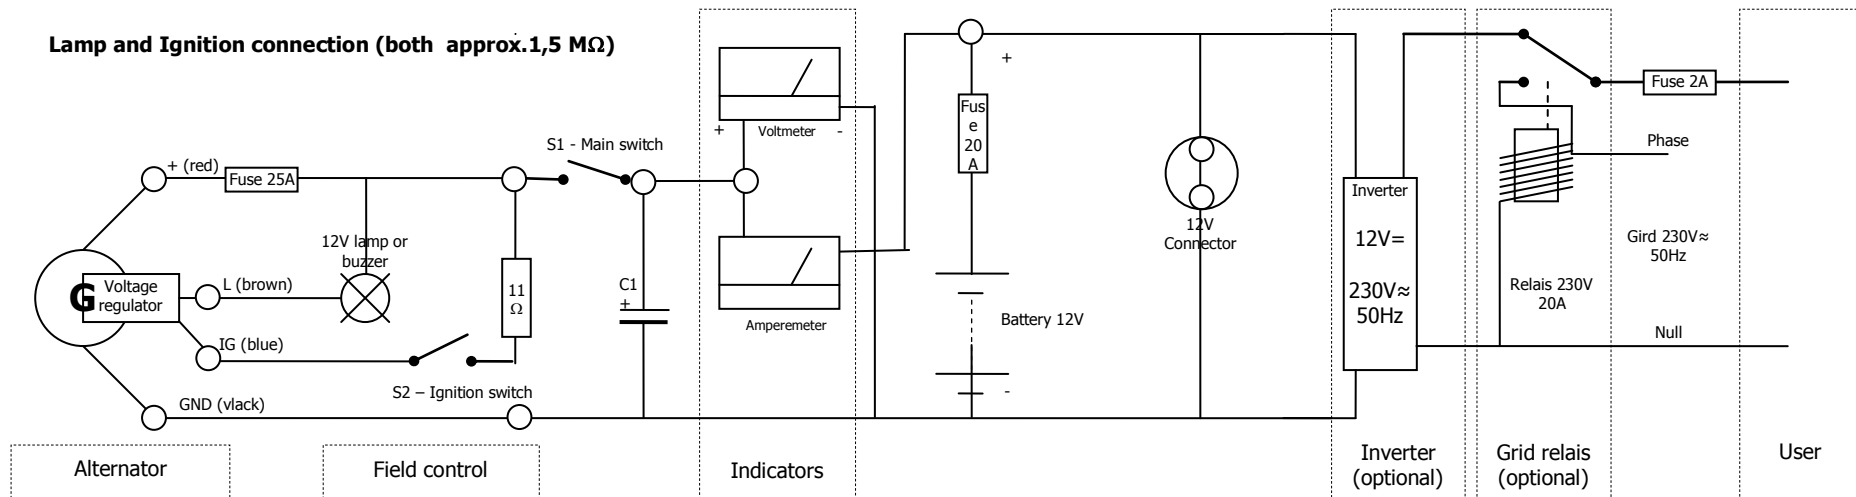 Lamp and Ignition connection (both approx.1,5 MΩ)
+ (red)
Fuse 25A
S1 - Main switch
12V lamp or
buzzer
G
Voltage
regulator
L (brown)
IG (blue)
11
Ω
S2 – Ignition switch
GND (vlack)
C1
+
+
Voltmeter
-
Amperemeter
+
Fus
e
20
A
Battery 12V
-
12V
Connector
Inverter
12V=
230V≈
50Hz
Fuse 2A
Phase
Gird 230V≈
50Hz
Relais 230V
20A
Null
Alternator
Field control
Indicators
Inverter
(optional)
Grid relais
(optional)
User